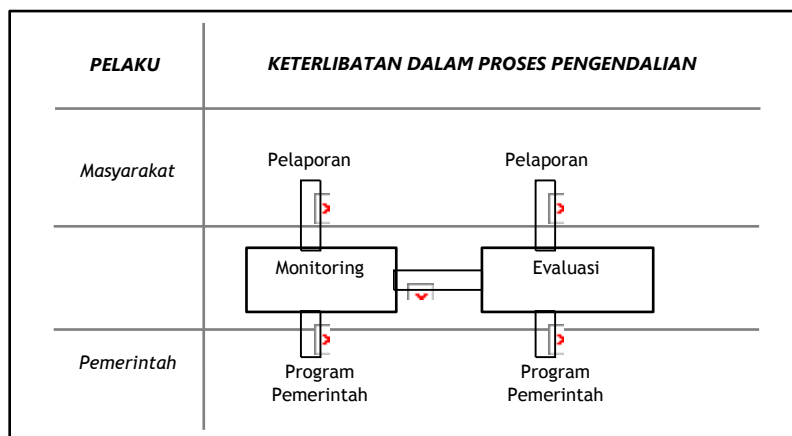 PELAKU
KETERLIBATAN DALAM PROSES PENGENDALIAN
Masyarakat
Pelaporan
Pelaporan
Monitoring
Evaluasi
Pemerintah
Program
Pemerintah
Program
Pemerintah